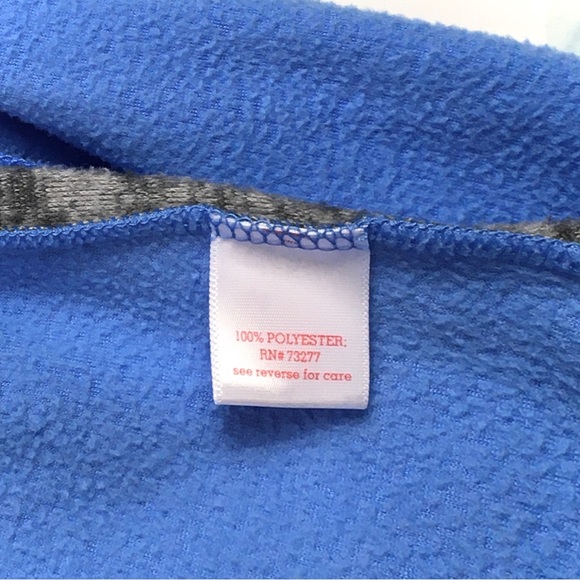 100% POLYESTER;
RN# 73277
see reverse for care